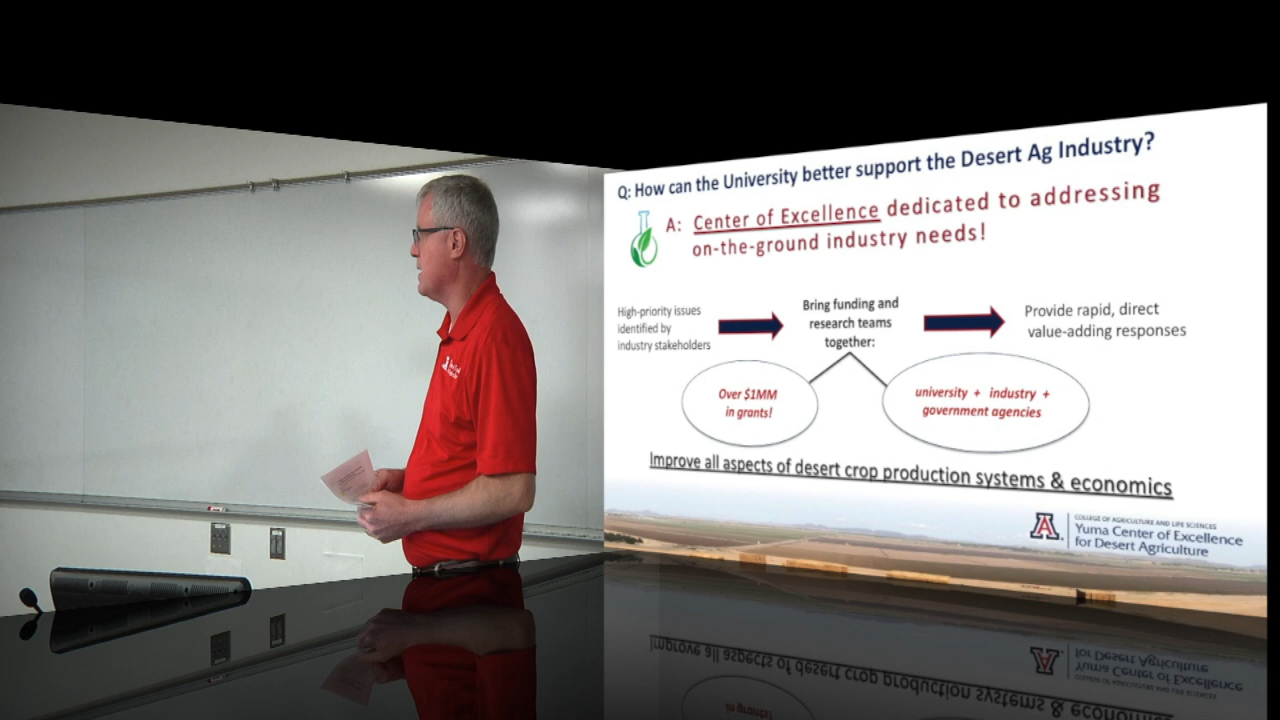 Q: How can the University better support the Desert Ag Industry?
A: Center of Excellence dedicated to addressing
on-the-ground industry needs!
High-priority issues
identified by
industry stakeholders
Bring funding and
research teams
together:
Provide rapid, direct
value-adding responses
Over $1MM
in grants!
university + industry +
government agencies
Improve all aspects of desert crop production systems & economics
A
COLLEGE OF AGRICULTURE AND LIFE SCIENCES
Yuma Center of Excellence
for Desert Agriculture